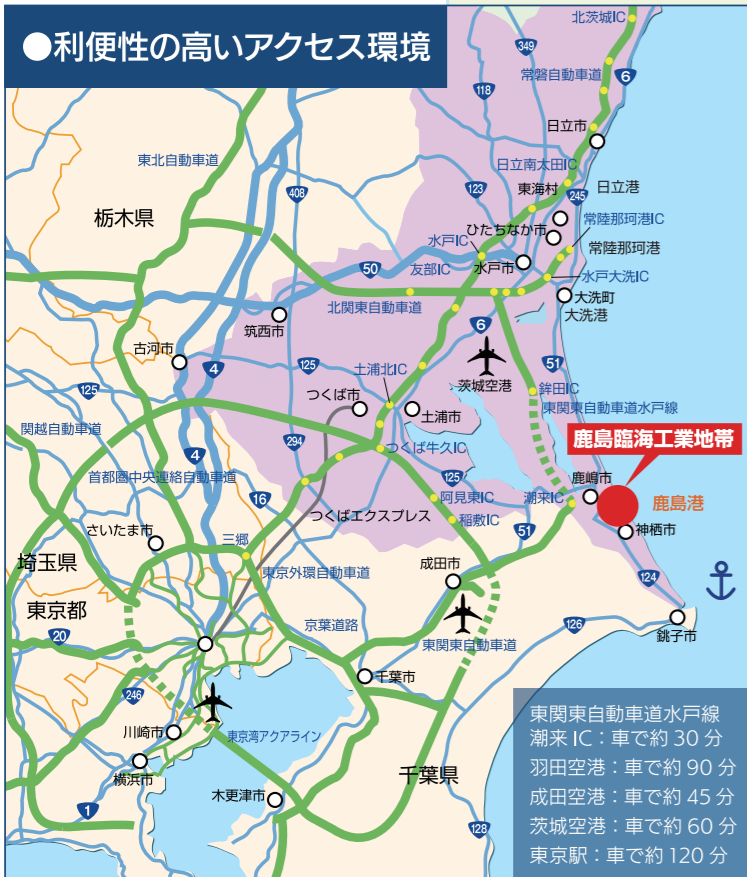 ●利便性の高いアクセス環境
北茨城IC
349
常磐自動車道
6
118
日立市
東北自動車道
日立南太田IC
408
123
東海村
245
日立港
栃木県
ひたちなか市
常陸那珂港IC
水戸IC
常陸那珂港
50
友部IC
水戸市
水戸大洗IC
大洗町
北関東自動車道
大洗港
筑西市
6
古河市
51
4
125
土浦北IC
茨城空港
125
つくば市
鉾田IC
土浦市
東関東自動車道水戸線
関越自動車道
294
つくば牛久IC
鹿島臨海工業地帯
4
首都圏中央連絡自動車道
125
16
阿見東IC
潮来IC
鹿嶋市
鹿島港
つくばエクスプレス
稲敷IC
さいたま市
51
神栖市
三郷
埼玉県
東京外環自動車道
成田市
124
東京都
京葉道路
126
20
東関東自動車道
銚子市
千葉市
246
川崎市
東京湾アクアライン
横浜市
千葉県
木更津市
1
128
東関東自動車道水戸線
潮来 IC：車で約 30 分
羽田空港：車で約 90 分
成田空港：車で約 45 分
茨城空港：車で約 60 分
東京駅：車で約 120 分